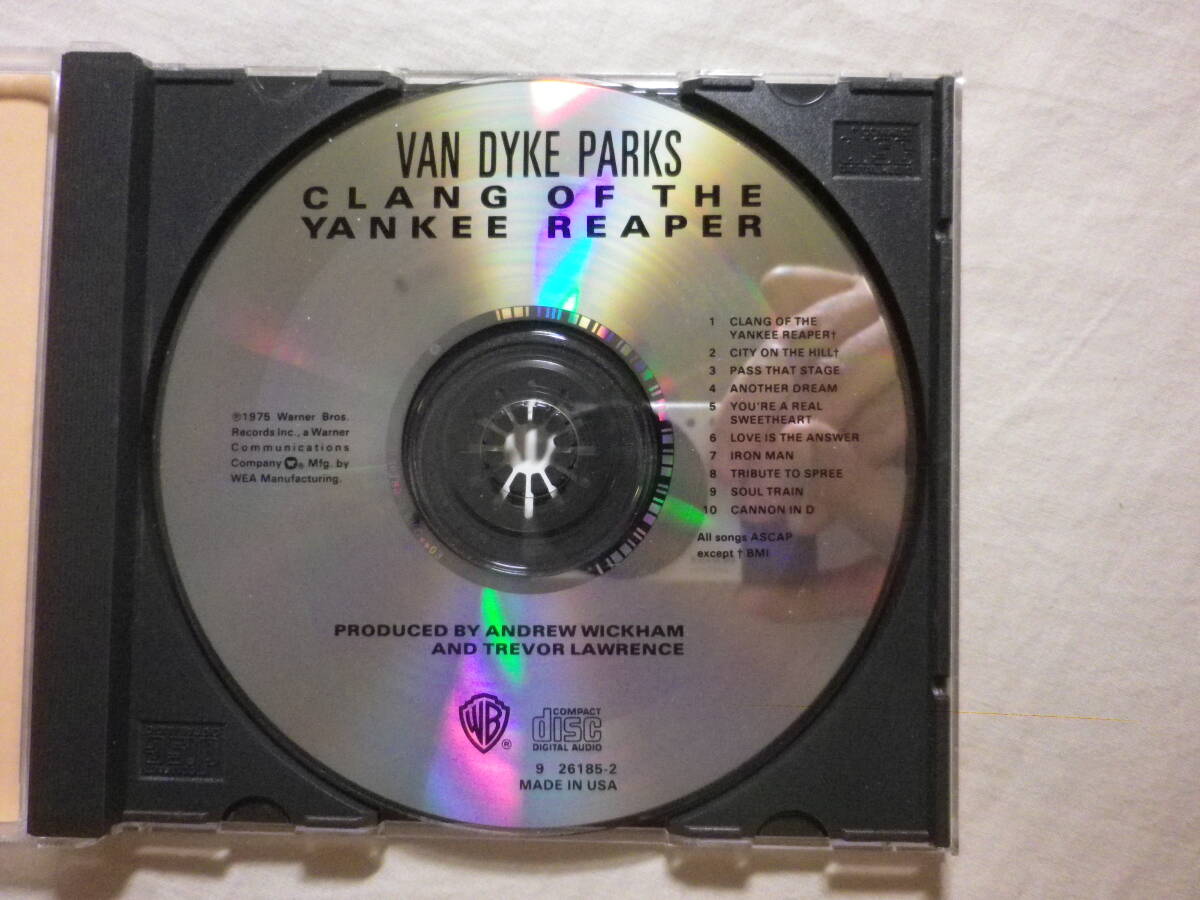 VAN DYKE PARKS
CLANG OF THE
YANKEE REAPER
1 CLANG OF THE
YANKEE REAPER†
2 CITY ON THE HILL†
3 PASS THAT STAGE
4 ANOTHER DREAM
5 YOU'RE A REAL
SWEETHEART
6 LOVE IS THE ANSWER
7 IRON MAN
8 TRIBUTE TO SPREE
9 SOUL TRAIN
10 CANNON IN D
All songs ASCAP
except † BMI
℗1975 Warner Bros.
Records Inc., a Warner
Communications
Company ®. Mfg. by
WEA Manufacturing.
PRODUCED BY ANDREW WICKHAM
AND TREVOR LAWRENCE
WB ®
COMPACT
disc
DIGITAL AUDIO
9 26185-2
MADE IN USA